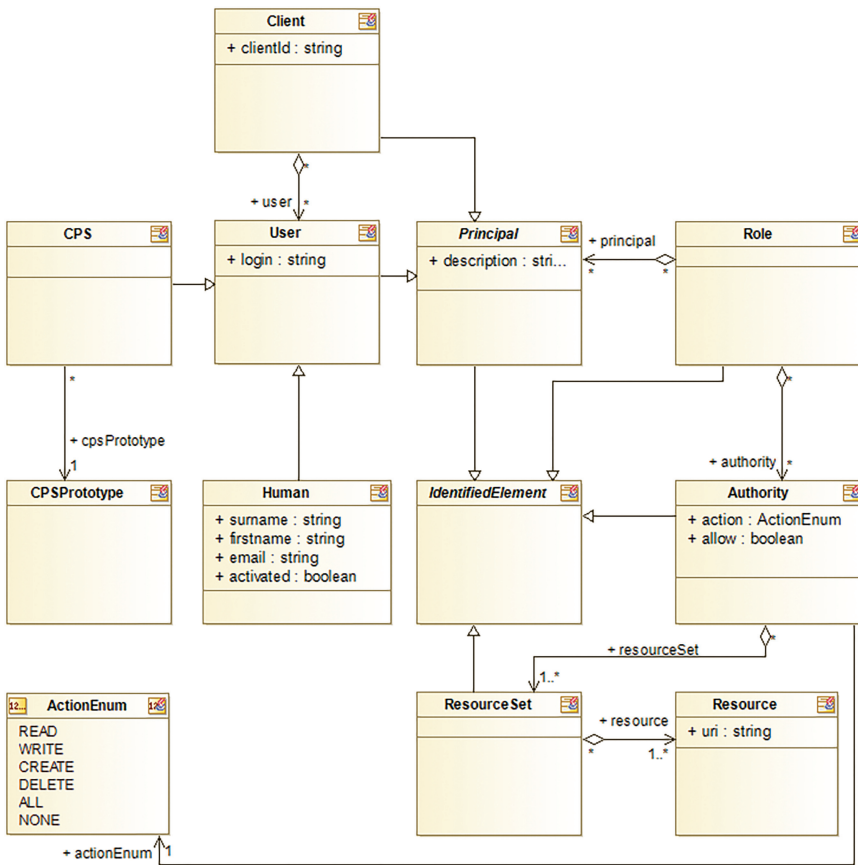 Client
+ clientId : string
*
+ user
*
CPS
User
+ login : string
Principal
+ description : stri...
+ principal
*
*
Role
*
+ cpsPrototype
1
*
+ authority
*
CPSPrototype
Human
+ surname : string
+ firstname : string
+ email : string
+ activated : boolean
IdentifiedElement
Authority
+ action : ActionEnum
+ allow : boolean
*
+ resourceSet
1..*
12...
ActionEnum
READ
WRITE
CREATE
DELETE
ALL
NONE
ResourceSet
+ resource
*
1..*
Resource
+ uri : string
+ actionEnum
1